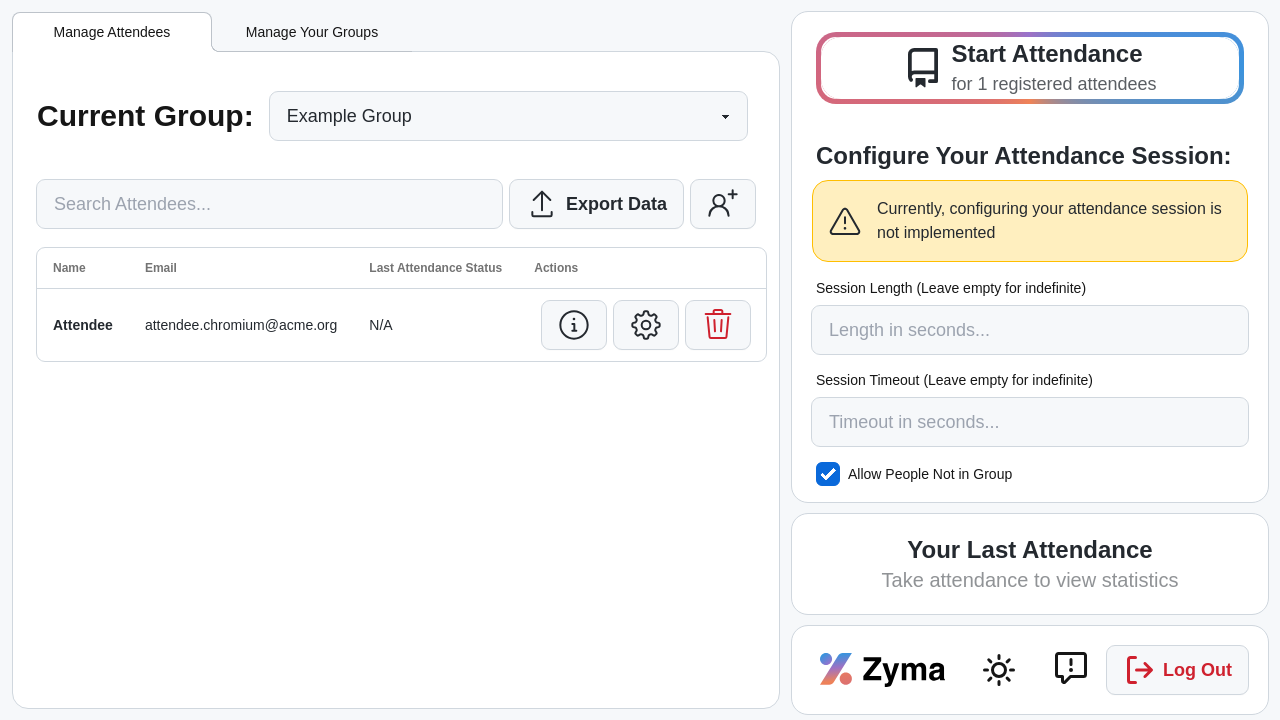 Manage Attendees
Manage Your Groups
Current Group:
Example Group
Search Attendees...
Export Data
Name
Email
Last Attendance Status
Actions
Attendee
attendee.chromium@acme.org
N/A
Start Attendance
for 1 registered attendees
Configure Your Attendance Session:
Currently, configuring your attendance session is
not implemented
Session Length (Leave empty for indefinite)
Length in seconds...
Session Timeout (Leave empty for indefinite)
Timeout in seconds...
Allow People Not in Group
Your Last Attendance
Take attendance to view statistics
Zyma
Log Out